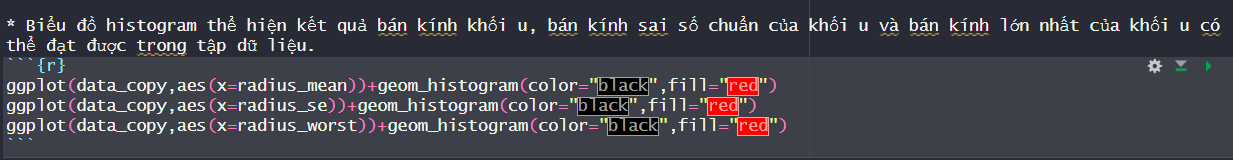 * Biểu đồ histogram thể hiện kết quả bán kính khối u, bán kính sai số chuẩn của khối u và bán kính lớn nhất của khối u có
thể đạt được trong tập dữ liệu.
```{r}
ggplot(data_copy,aes(x=radius_mean))+geom_histogram(color="black",fill="red")
ggplot(data_copy,aes(x=radius_se))+geom_histogram(color="black",fill="red")
ggplot(data_copy,aes(x=radius_worst))+geom_histogram(color="black",fill="red")
```